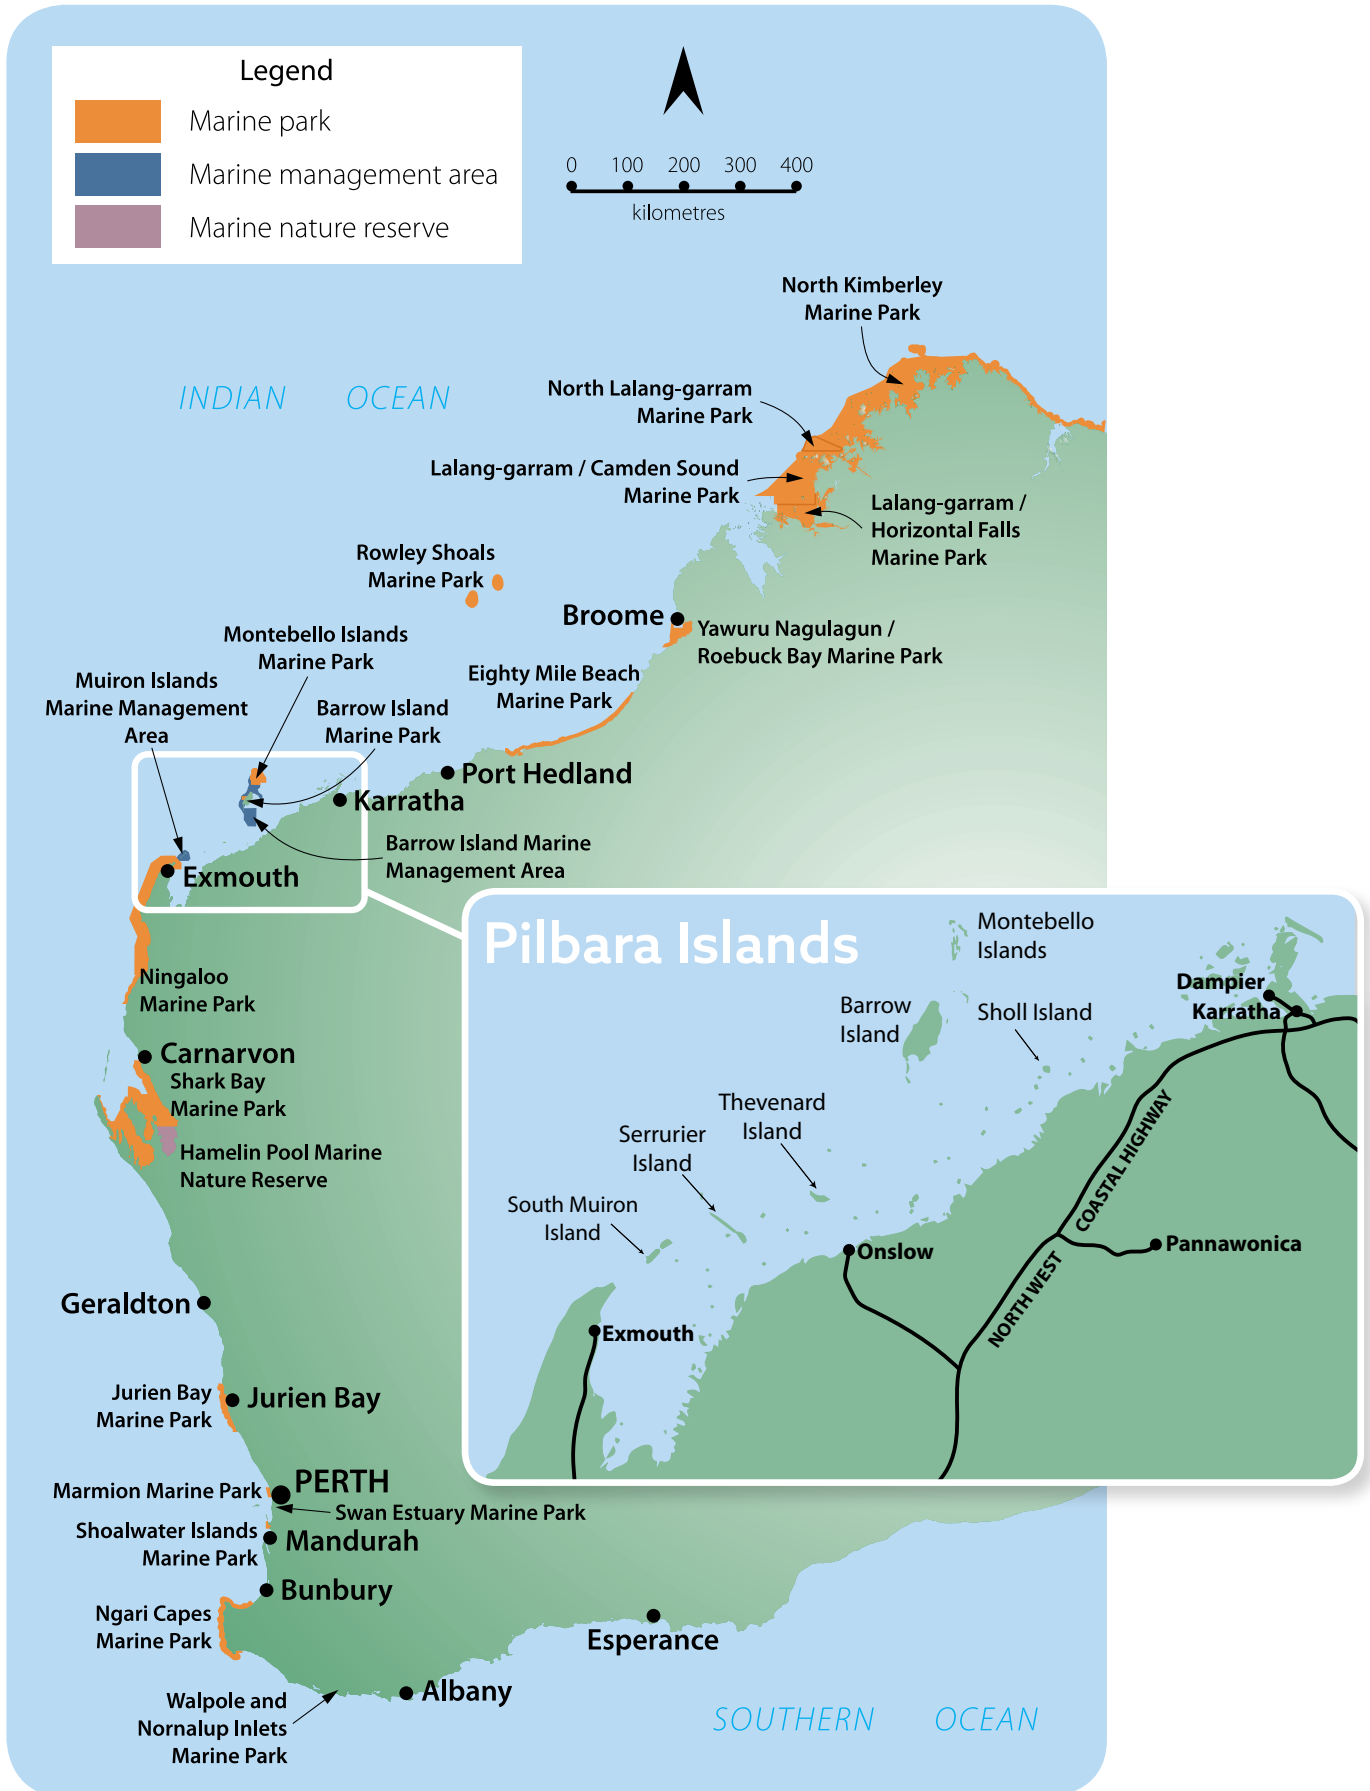 Legend
Marine park
Marine management area
Marine nature reserve
0 100 200 300 400
kilometres
North Kimberley
Marine Park
INDIAN OCEAN
North Lalang-garram
Marine Park
Lalang-garram / Camden Sound
Marine Park
Lalang-garram /
Horizontal Falls
Marine Park
Rowley Shoals
Marine Park
Broome
Yawuru Nagulagun /
Roebuck Bay Marine Park
Montebello Islands
Marine Park
Eighty Mile Beach
Marine Park
Muiron Islands
Marine Management
Area
Barrow Island
Marine Park
Port Hedland
Karratha
Barrow Island Marine
Management Area
Exmouth
Ningaloo
Marine Park
Carnarvon
Shark Bay
Marine Park
Hamelin Pool Marine
Nature Reserve
Geraldton
Jurien Bay
Marine Park
Jurien Bay
PERTH
Marmion Marine Park
Swan Estuary Marine Park
Shoalwater Islands
Marine Park
Mandurah
Bunbury
Ngari Capes
Marine Park
Esperance
Albany
Walpole and
Nornalup Inlets
Marine Park
SOUTHERN OCEAN
Pilbara Islands
Montebello
Islands
Dampier
Karratha
Barrow
Island
Sholl Island
Thevenard
Island
Serrurier
Island
South Muiron
Island
Onslow
Pannawonica
Exmouth
NORTH WEST COASTAL HIGHWAY